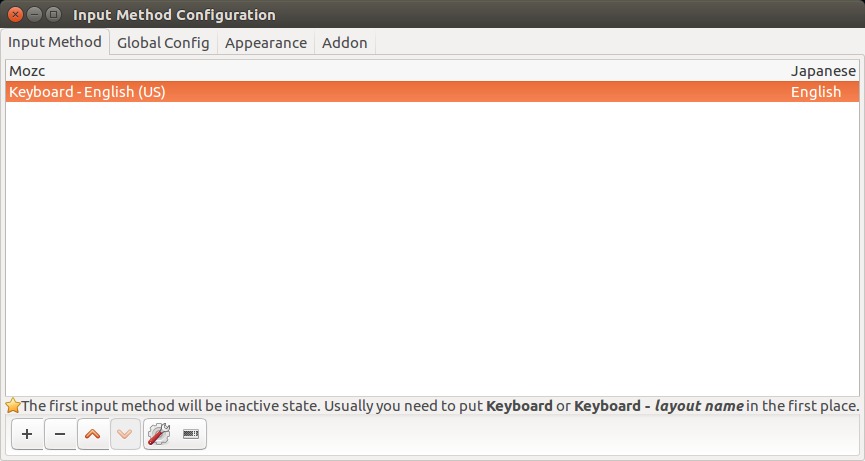 Input Method Configuration
Input Method Global Config Appearance Addon
Mozc Japanese
Keyboard - English (US) English
The first input method will be inactive state. Usually you need to put Keyboard or Keyboard - layout name in the first place.